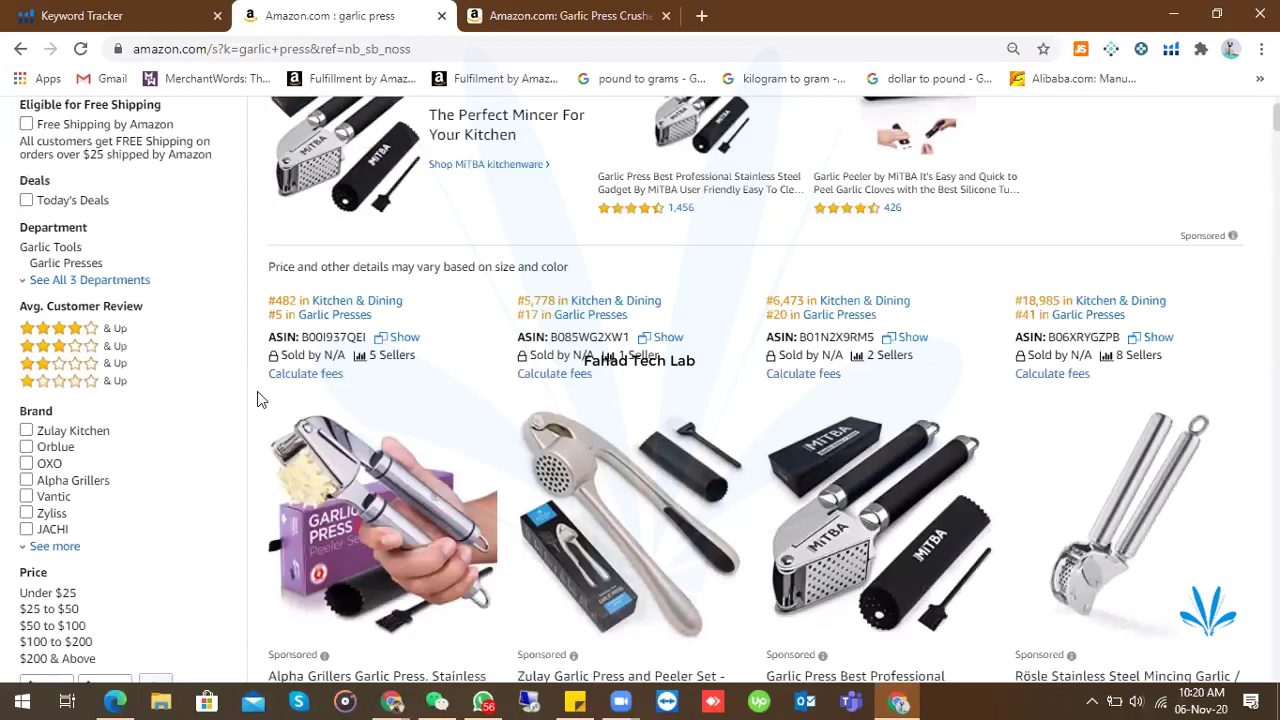 Keyword Tracker
Amazon.com : garlic press
Amazon.com: Garlic Press Crushe
amazon.com/s?k=garlic+press&ref=nb_sb_noss
Apps
Gmail
MerchantWords: Th...
Fulfillment by Amaz...
Fulfilment by Amaz...
pound to grams - G...
kilogram to gram -...
dollar to pound - G...
Alibaba.com: Manu...
Eligible for Free Shipping
Free Shipping by Amazon
All customers get FREE Shipping on
orders over $25 shipped by Amazon
Deals
Today's Deals
Department
Garlic Tools
Garlic Presses
See All 3 Departments
Avg. Customer Review
& Up
& Up
& Up
& Up
Brand
Zulay Kitchen
Orblue
OXO
Alpha Grillers
Vantic
Zyliss
JACHI
See more
Price
Under $25
$25 to $50
$50 to $100
$100 to $200
$200 & Above
MiTBA
The Perfect Mincer For
Your Kitchen
Shop MiTBA kitchenware ›
Garlic Press Best Professional Stainless Steel
Gadget By MiTBA User Friendly Easy To Cle...
1,456
Garlic Peeler by MiTBA It's Easy and Quick to
Peel Garlic Cloves with the Best Silicone Tu...
426
Sponsored
Price and other details may vary based on size and color
#482 in Kitchen & Dining
#5 in Garlic Presses
ASIN: B00I937QEI Show
Sold by N/A 5 Sellers
Calculate fees
#5,778 in Kitchen & Dining
#17 in Garlic Presses
ASIN: B085WG2XW1 Show
Sold by N/A 1 Seller
Calculate fees
#6,473 in Kitchen & Dining
#20 in Garlic Presses
ASIN: B01N2X9RM5 Show
Sold by N/A 2 Sellers
Calculate fees
#18,985 in Kitchen & Dining
#41 in Garlic Presses
ASIN: B06XRYGZPB Show
Sold by N/A 8 Sellers
Calculate fees
Fahad Tech Lab
GARLIC
PRESS
Peeler Set
MiTBA
MiTBA
MiTBA
Sponsored
Alpha Grillers Garlic Press. Stainless
Sponsored
Zulay Garlic Press and Peeler Set -
Sponsored
Garlic Press Best Professional
Sponsored
Rösle Stainless Steel Mincing Garlic /
56
10:20 AM
06-Nov-20